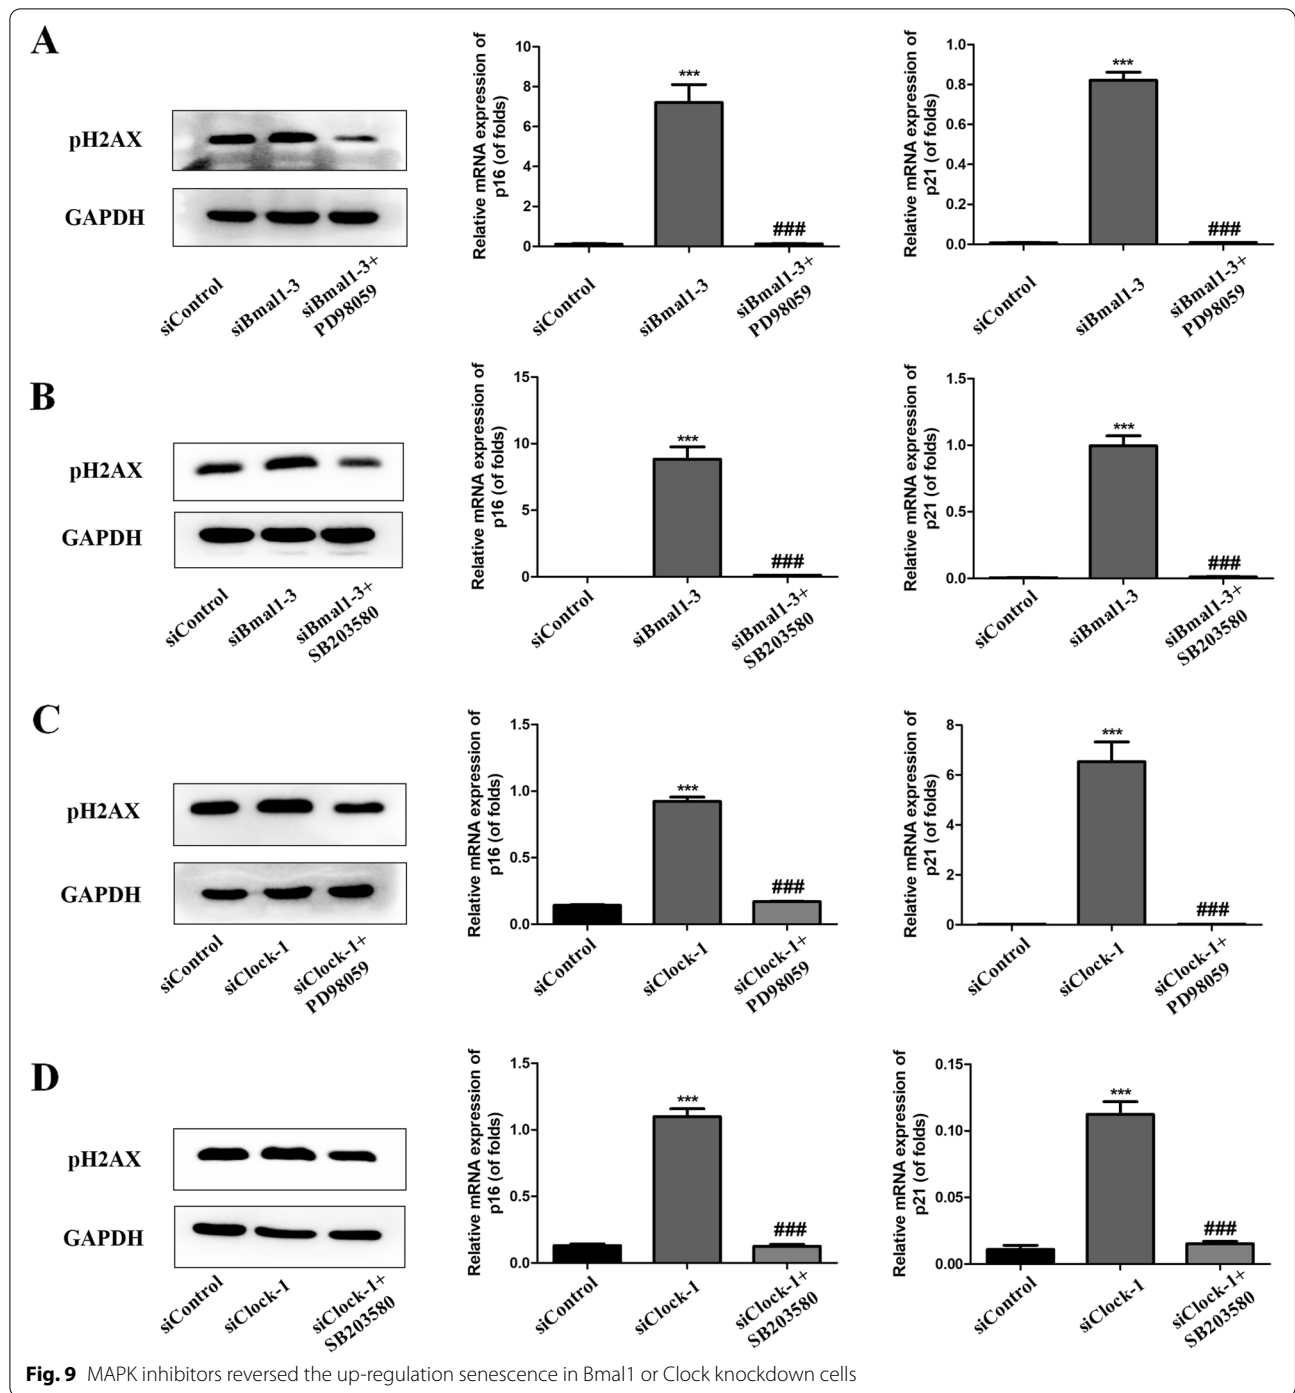 A
pH2AX
GAPDH
siControl
siBmal1-3
siBmal1-3+
PD98059
Relative mRNA expression of
p16 (of folds)
10
8
6
4
2
0
***
###
siControl
siBmal1-3
siBmal1-3+
PD98059
Relative mRNA expression of
p21 (of folds)
1.0
0.8
0.6
0.4
0.2
0.0
***
###
siControl
siBmal1-3
siBmal1-3+
PD98059
B
pH2AX
GAPDH
siControl
siBmal1-3
siBmal1-3+
SB203580
Relative mRNA expression of
p16 (of folds)
15
10
5
0
***
###
siControl
siBmal1-3
siBmal1-3+
SB203580
Relative mRNA expression of
p21 (of folds)
1.5
1.0
0.5
0.0
***
###
siControl
siBmal1-3
siBmal1-3+
SB203580
C
pH2AX
GAPDH
siControl
siClock-1
siClock-1+
PD98059
Relative mRNA expression of
p16 (of folds)
1.5
1.0
0.5
0.0
***
###
siControl
siClock-1
siClock-1+
PD98059
Relative mRNA expression of
p21 (of folds)
8
6
4
2
0
***
###
siControl
siClock-1
siClock-1+
PD98059
D
pH2AX
GAPDH
siControl
siClock-1
siClock-1+
SB203580
Relative mRNA expression of
p16 (of folds)
1.5
1.0
0.5
0.0
***
###
siControl
siClock-1
siClock-1+
SB203580
Relative mRNA expression of
p21 (of folds)
0.15
0.10
0.05
0.00
***
###
siControl
siClock-1
siClock-1+
SB203580
Fig. 9 MAPK inhibitors reversed the up-regulation senescence in Bmal1 or Clock knockdown cells